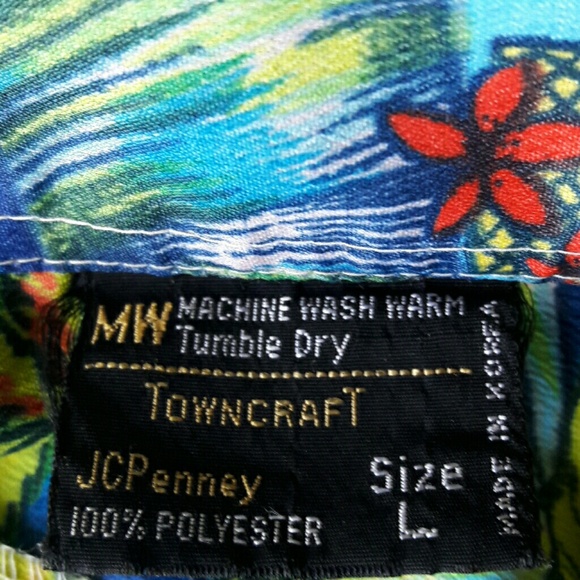 MW MACHINE WASH WARM
Tumble Dry
TOWNCRAFT
JCPenney
100% POLYESTER
Size
L
MADE IN KOREA